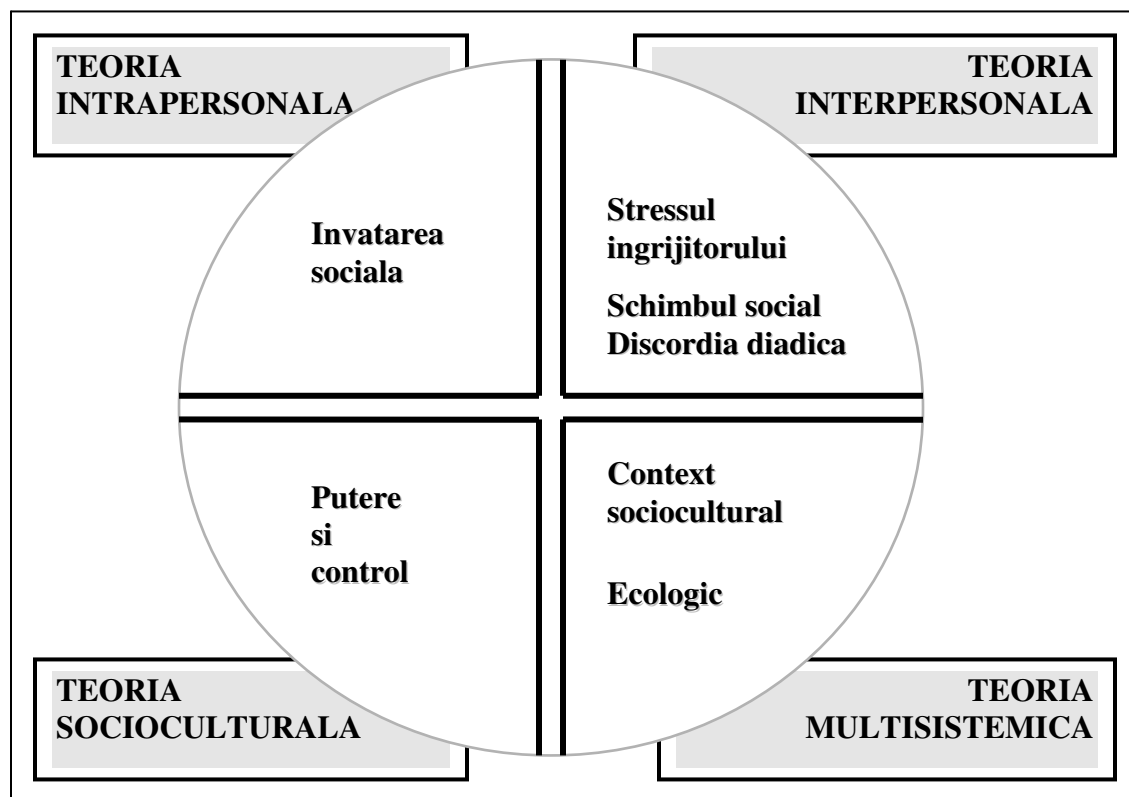 TEORIA
INTRAPERSONALA
TEORIA
INTERPERSONALA
Invatarea
sociala
Stressul
ingrijitorului
Schimbul social
Discordia diadica
Putere
si
control
Context
sociocultural
Ecologic
TEORIA
SOCIOCULTURALA
TEORIA
MULTISISTEMICA